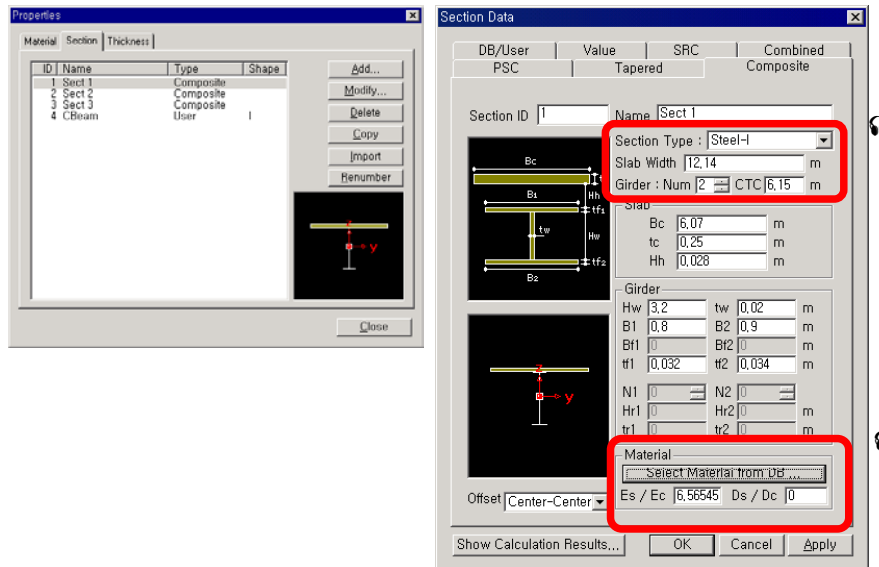 Properties
Material Section Thickness
ID Name Type Shape
1 Sect 1 Composite
2 Sect 2 Composite
3 Sect 3 Composite
4 CBeam User I
Add...
Modify...
Delete
Copy
Import
Renumber
z
y
Close
Section Data
DB/User Value SRC Combined
PSC Tapered Composite
Section ID 1 Name Sect 1
Section Type : Steel-I
Slab Width 12,14 m
Girder : Num 2 CTC 6,15 m
Bc
B1
Hh
tf1
tw
Hw
tf2
B2
Slab
Bc 6,07 m
tc 0,25 m
Hh 0,028 m
Girder
Hw 3,2 tw 0,02 m
B1 0,8 B2 0,9 m
Bf1 0 Bf2 0 m
tf1 0,032 tf2 0,034 m
N1 0 N2 0
Hr1 0 Hr2 0 m
tr1 0 tr2 0 m
z
y
Material
Select Material from DB ...
Es / Ec 6,56545 Ds / Dc 0
Offset Center-Center
Show Calculation Results... OK Cancel Apply